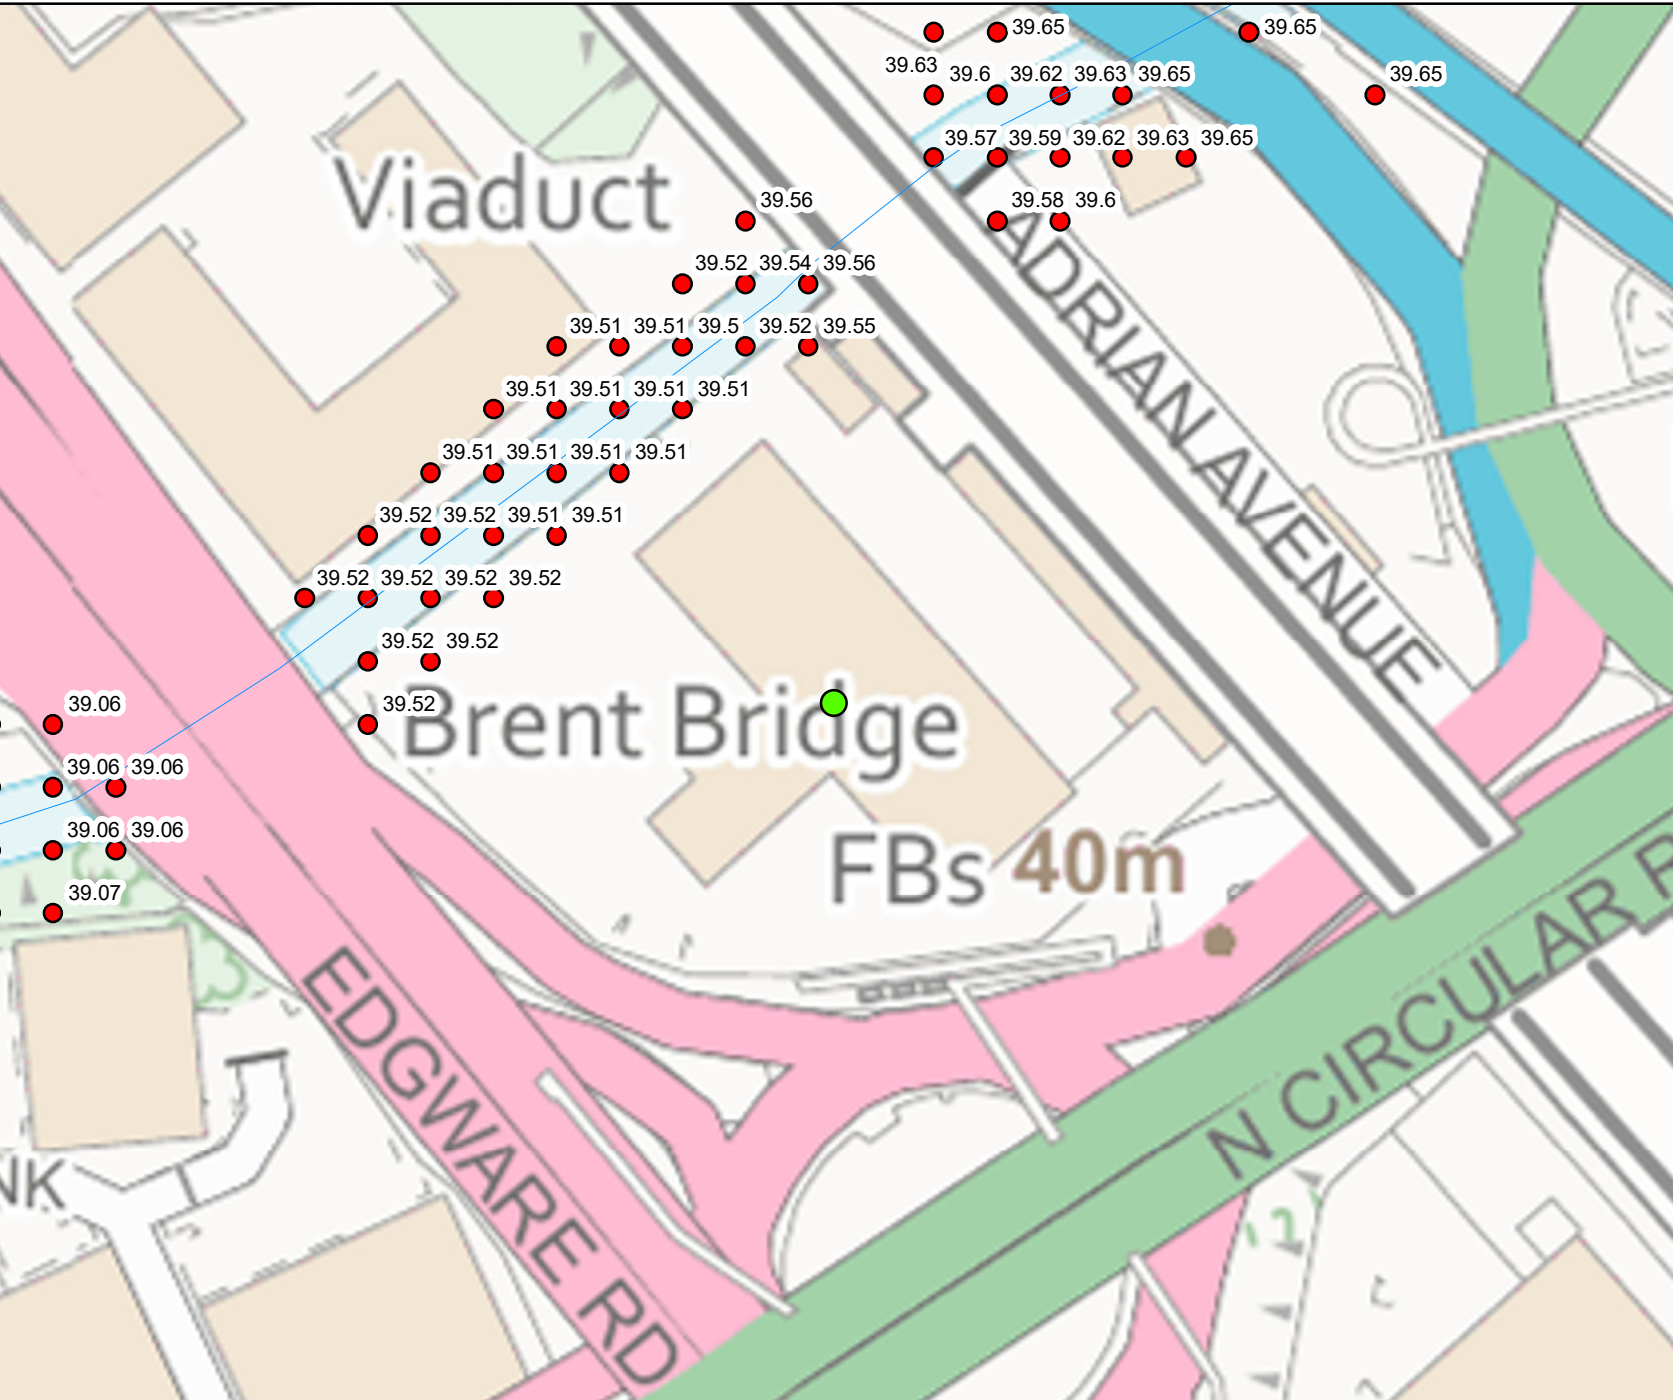 39.65 39.65
39.63 39.6 39.62 39.63 39.65 39.65
39.57 39.59 39.62 39.63 39.65
Viaduct
39.56 39.58 39.6
39.52 39.54 39.56
39.51 39.51 39.5 39.52 39.55
39.51 39.51 39.51 39.51
39.51 39.51 39.51 39.51
39.52 39.52 39.51 39.51
39.52 39.52 39.52 39.52
39.52 39.52
39.52
LADRIAN AVENUE
Brent Bridge
39.06
39.06 39.06
39.06 39.06
39.07
FBs 40m
EDGWARE RD
N CIRCULAR R
NK